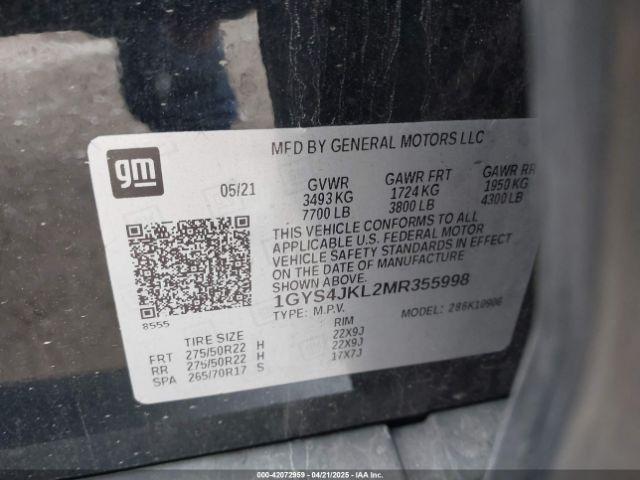 gm
MFD BY GENERAL MOTORS LLC
05/21
GVWR GAWR FRT GAWR RR
3493 KG 1724 KG 1950 KG
7700 LB 3800 LB 4300 LB
THIS VEHICLE CONFORMS TO ALL
APPLICABLE U.S. FEDERAL MOTOR
VEHICLE SAFETY STANDARDS IN EFFECT
ON THE DATE OF MANUFACTURE
SHOWN ABOVE.
1GYS4JKL2MR355998
TYPE: M.P.V. MODEL: 286K10906
8555
TIRE SIZE RIM
FRT 275/50R22 H 22X9J
RR 275/50R22 H 22X9J
SPA 265/70R17 S 17X7J
000-42072959 - 04/21/2025 - IAA Inc.